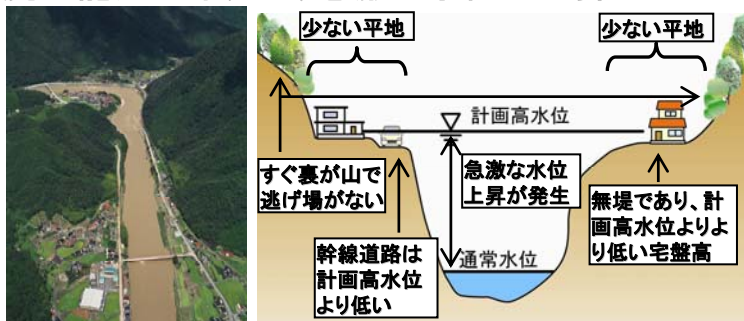 少ない平地
少ない平地
計画高水位
すぐ裏が山で
逃げ場がない
急激な水位
上昇が発生
無堤であり、計
画高水位よりよ
り低い宅盤高
幹線道路は
計画高水位
より低い
通常水位